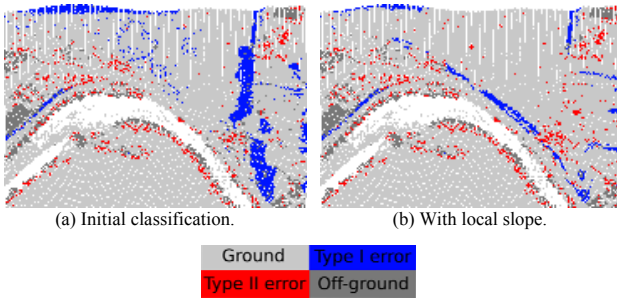 (a) Initial classification. (b) With local slope.
Ground Type I error
Type II error Off-ground